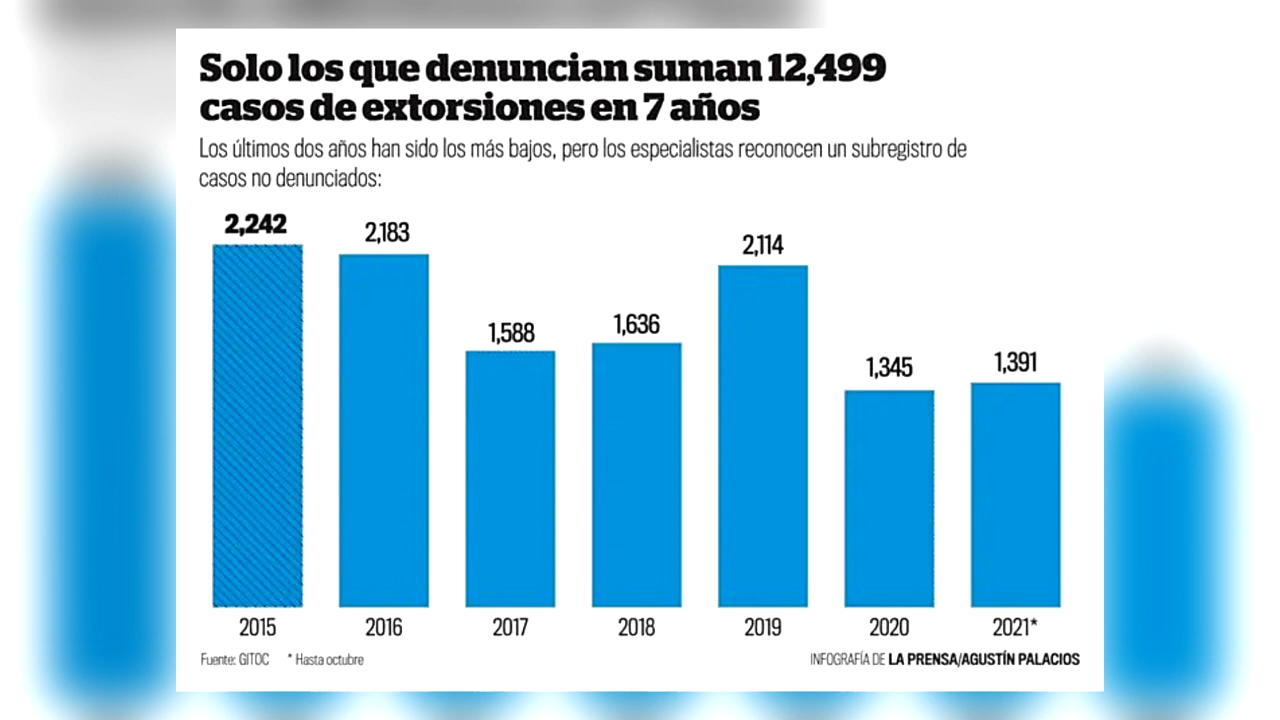 Solo los que denuncian suman 12,499
casos de extorsiones en 7 años
Los últimos dos años han sido los más bajos, pero los especialistas reconocen un subregistro de
casos no denunciados:
2,242
2,183
1,588
1,636
2,114
1,345
1,391
2015
2016
2017
2018
2019
2020
2021*
Fuente: GITOC * Hasta octubre
INFOGRAFÍA DE LA PRENSA/AGUSTÍN PALACIOS